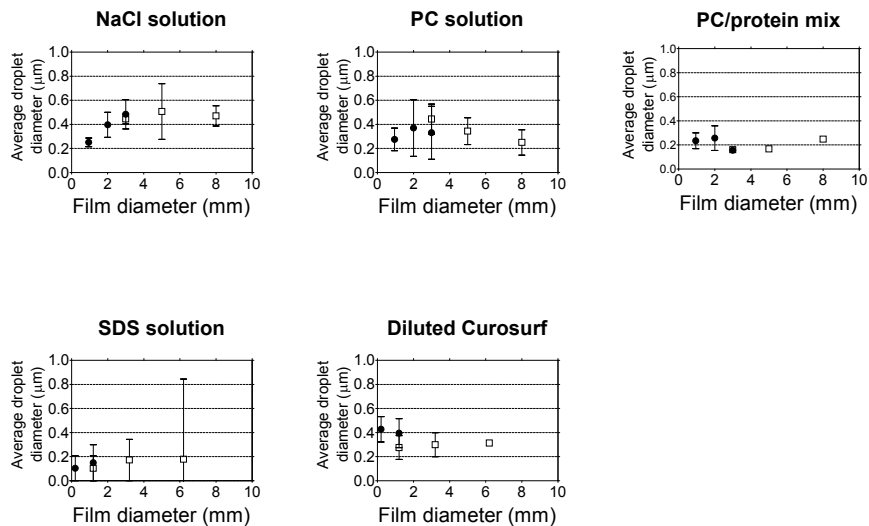 NaCl solution
Average droplet
diameter (μm)
1.0
0.8
0.6
0.4
0.2
0.0
0 2 4 6 8 10
Film diameter (mm)
PC solution
Average droplet
diameter (μm)
1.0
0.8
0.6
0.4
0.2
0.0
0 2 4 6 8 10
Film diameter (mm)
PC/protein mix
Average droplet
diameter (μm)
1.0
0.8
0.6
0.4
0.2
0.0
0 2 4 6 8 10
Film diameter (mm)
SDS solution
Average droplet
diameter (μm)
1.0
0.8
0.6
0.4
0.2
0.0
0 2 4 6 8 10
Film diameter (mm)
Diluted Curosurf
Average droplet
diameter (μm)
1.0
0.8
0.6
0.4
0.2
0.0
0 2 4 6 8 10
Film diameter (mm)